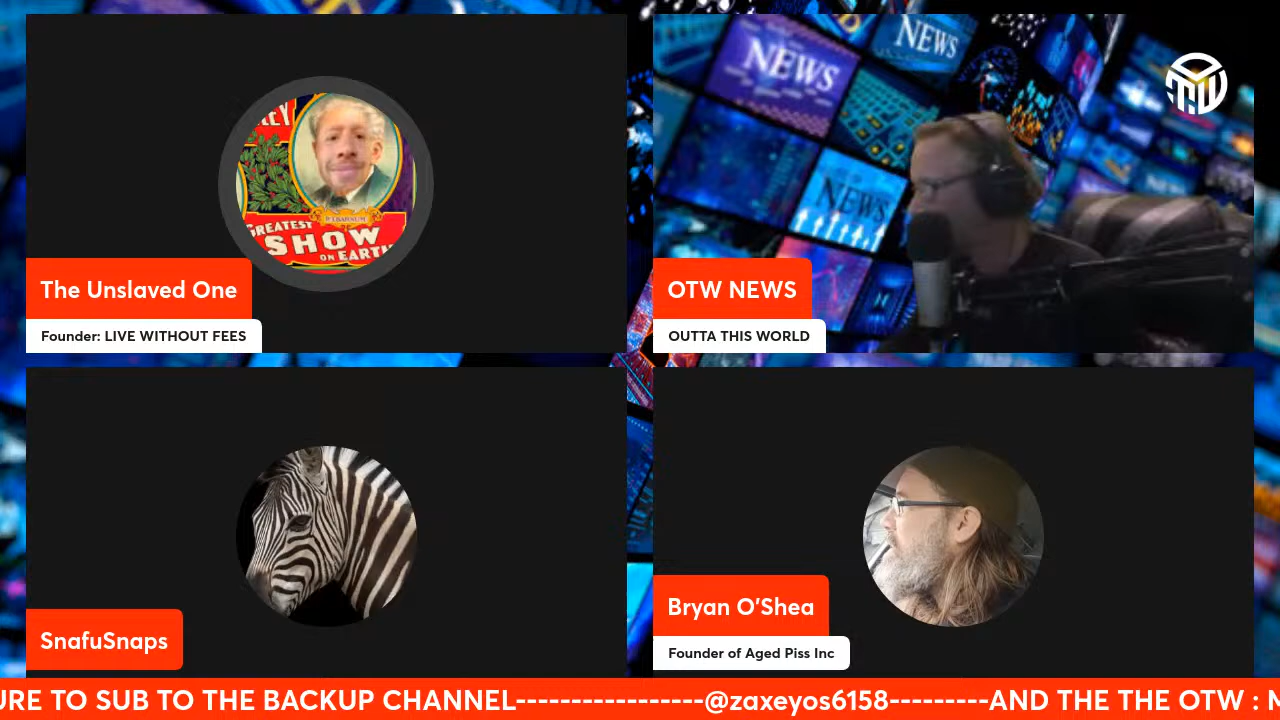 NEWS
NEWS
NEWS
GREATEST
SHOW
ON EARTH
The Unslaved One
Founder: LIVE WITHOUT FEES
OTW NEWS
OUTTA THIS WORLD
SnafuSnaps
Bryan O'Shea
Founder of Aged Piss Inc
URE TO SUB TO THE BACKUP CHANNEL-----------------@zaxeyos6158---------AND THE THE OTW : M